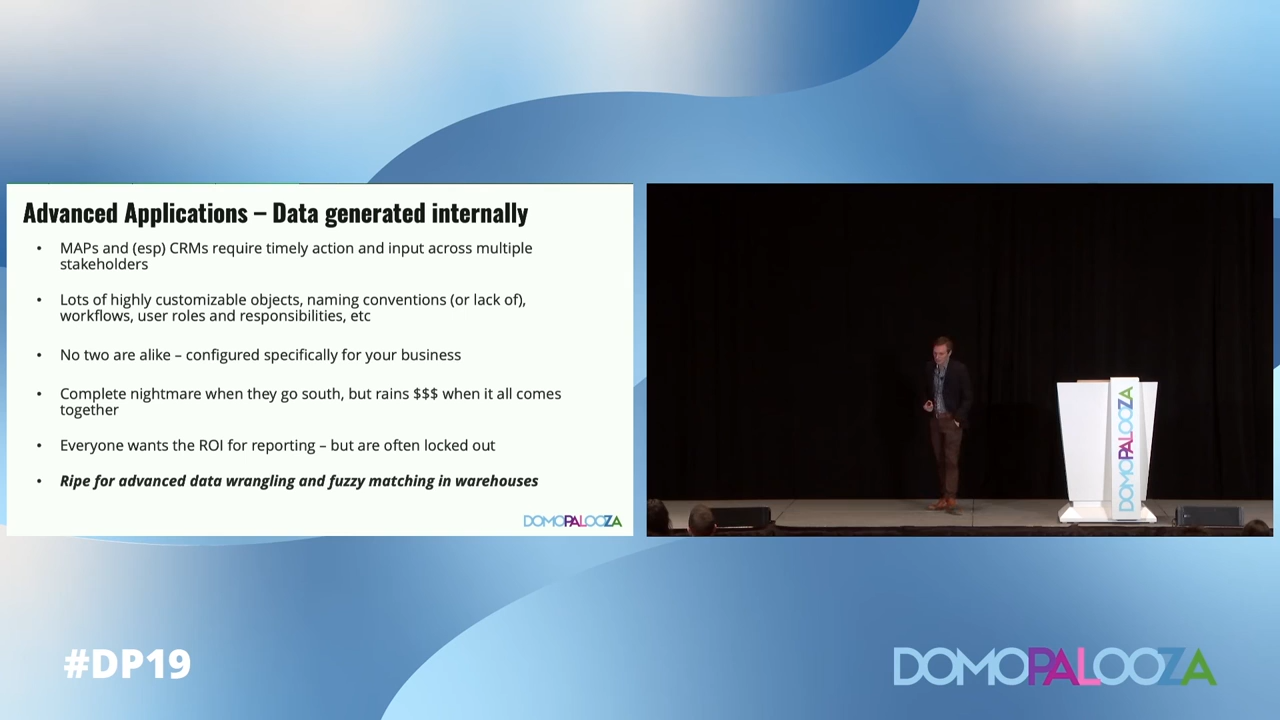 Advanced Applications – Data generated internally
• MAPs and (esp) CRMs require timely action and input across multiple
stakeholders
• Lots of highly customizable objects, naming conventions (or lack of),
workflows, user roles and responsibilities, etc
• No two are alike – configured specifically for your business
• Complete nightmare when they go south, but rains $$$ when it all comes
together
• Everyone wants the ROI for reporting – but are often locked out
• Ripe for advanced data wrangling and fuzzy matching in warehouses
DOMOPALOOZA
DOMOPALOOZA
#DP19
DOMOPALOOZA